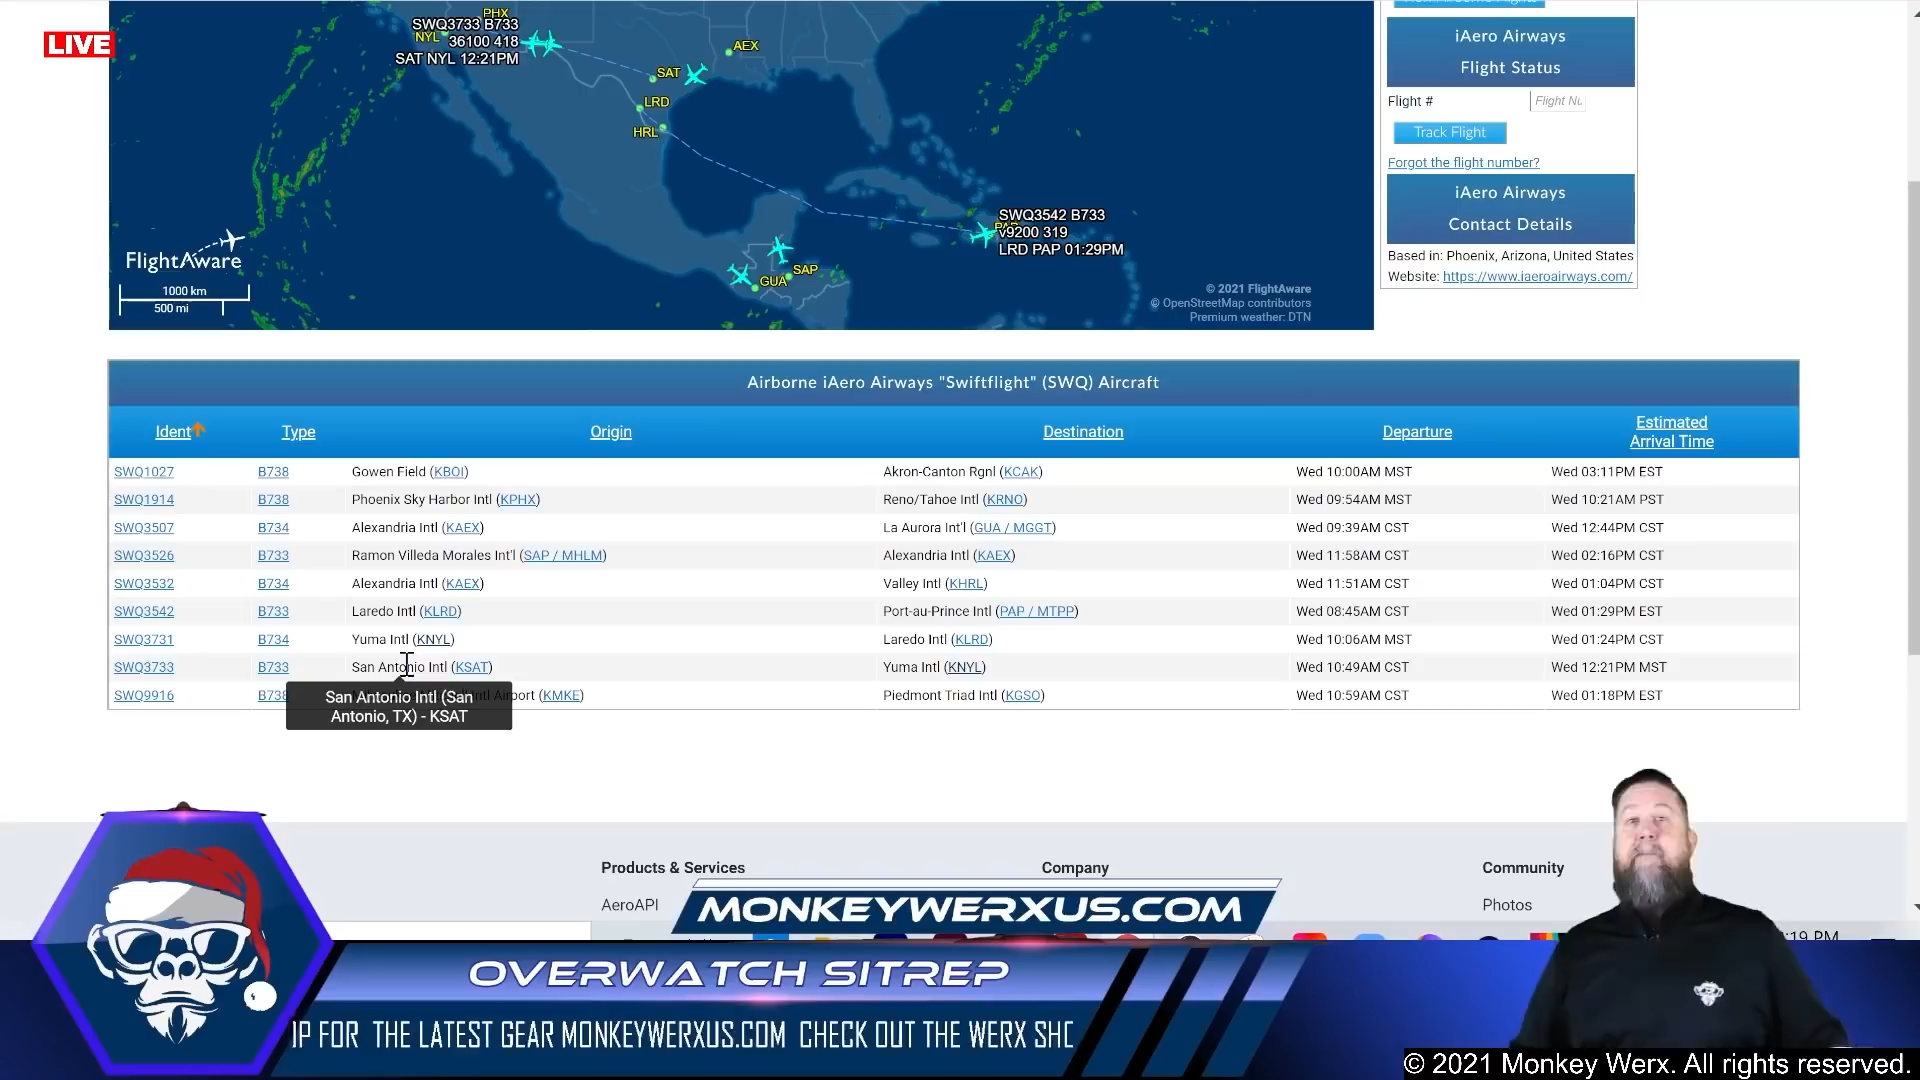 LIVE
PHX
SWQ3733 B733
NYL
36100 418
SAT NYL 12:21PM
AEX
SAT
LRD
HRL
SWQ3542 B733
v9200 319
LRD PAP 01:29PM
SAP
GUA
FlightAware
1000 km
500 mi
© 2021 FlightAware
© OpenStreetMap contributors
Premium weather: DTN
iAero Airways
Flight Status
Flight #
Track Flight
Forgot the flight number?
iAero Airways
Contact Details
Based in: Phoenix, Arizona, United States
Website: https://www.iaeroairways.com/
Airborne iAero Airways "Swiftflight" (SWQ) Aircraft
Ident Type Origin Destination Departure Estimated Arrival Time
SWQ1027 B738 Gowen Field (KBOI) Akron-Canton Rgnl (KCAK) Wed 10:00AM MST Wed 03:11PM EST
SWQ1914 B738 Phoenix Sky Harbor Intl (KPHX) Reno/Tahoe Intl (KRNO) Wed 09:54AM MST Wed 10:21AM PST
SWQ3507 B734 Alexandria Intl (KAEX) La Aurora Int'l (GUA / MGGT) Wed 09:39AM CST Wed 12:44PM CST
SWQ3526 B733 Ramon Villeda Morales Int'l (SAP / MHLM) Alexandria Intl (KAEX) Wed 11:58AM CST Wed 02:16PM CST
SWQ3532 B734 Alexandria Intl (KAEX) Valley Intl (KHRL) Wed 11:51AM CST Wed 01:04PM CST
SWQ3542 B733 Laredo Intl (KLRD) Port-au-Prince Intl (PAP / MTPP) Wed 08:45AM CST Wed 01:29PM EST
SWQ3731 B734 Yuma Intl (KNYL) Laredo Intl (KLRD) Wed 10:06AM MST Wed 01:24PM CST
SWQ3733 B733 San Antonio Intl (KSAT) Yuma Intl (KNYL) Wed 10:49AM CST Wed 12:21PM MST
SWQ9916 B738 Airport (KMKE) Piedmont Triad Intl (KGSO) Wed 10:59AM CST Wed 01:18PM EST
San Antonio Intl (San
Antonio, TX) - KSAT
Products & Services Company Community
AeroAPI Photos
MONKEYWERXUS.COM
:19 PM
OVERWATCH SITREP
FOR THE LATEST GEAR MONKEYWERXUS.COM CHECK OUT THE WERX
© 2021 Monkey Werx. All rights reserved.